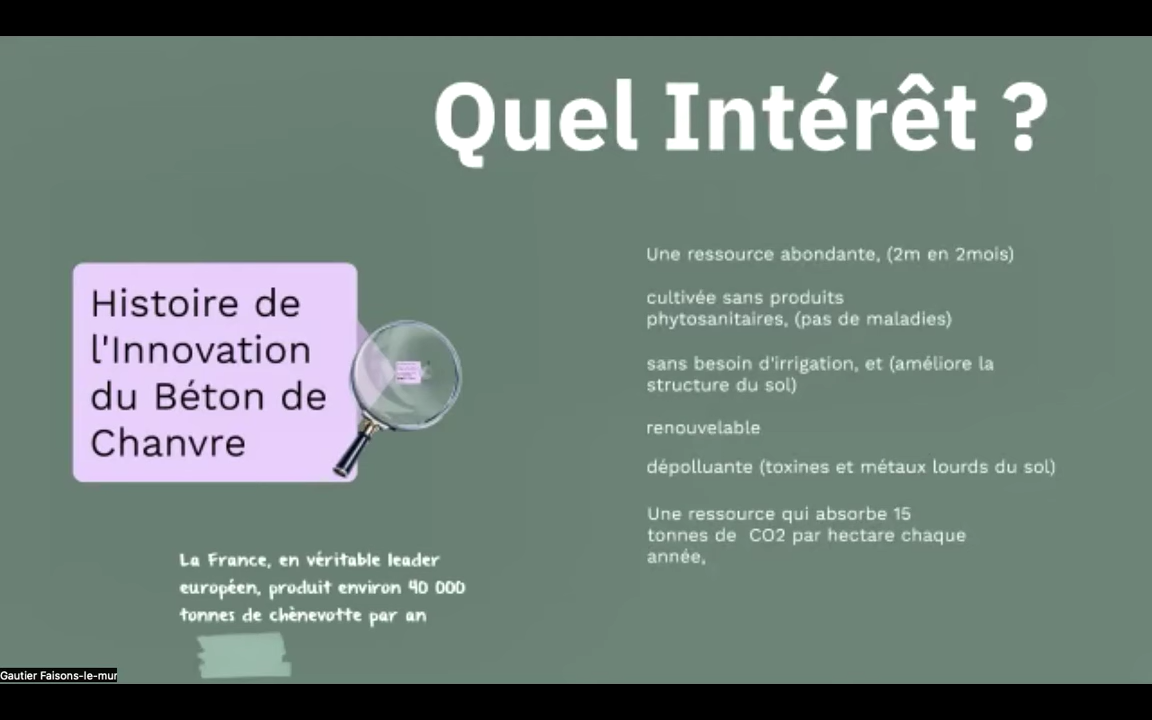 Quel Intérêt ?
Histoire de
l'Innovation
du Béton de
Chanvre
Une ressource abondante, (2m en 2mois)
cultivée sans produits
phytosanitaires, (pas de maladies)
sans besoin d'irrigation, et (améliore la
structure du sol)
renouvelable
dépolluante (toxines et métaux lourds du sol)
Une ressource qui absorbe 15
tonnes de  CO2 par hectare chaque
année,
La France, en véritable leader
européen, produit environ 40 000
tonnes de chènevotte par an
Gautier Faisons-le-mur